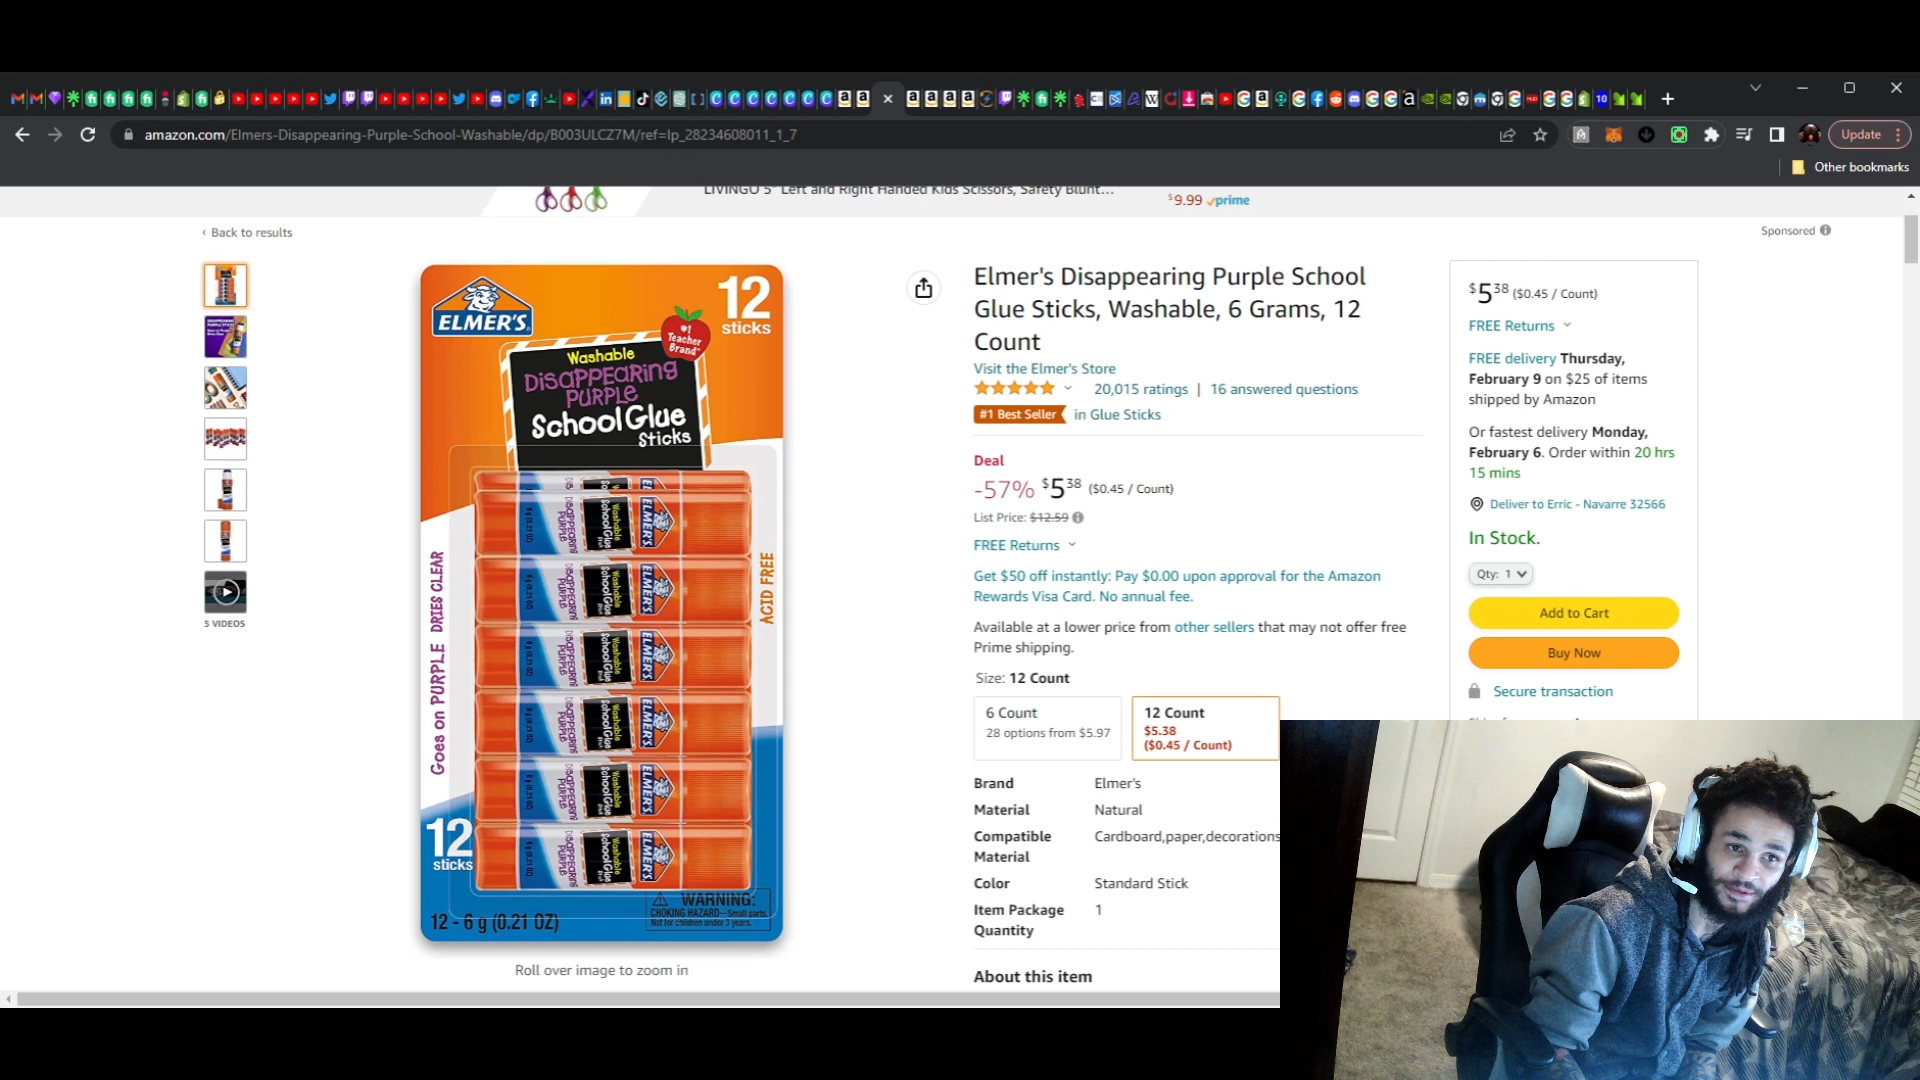 amazon.com/Elmers-Disappearing-Purple-School-Washable/dp/B003ULCZ7M/ref=lp_28234608011_1_7
Update
Other bookmarks
LIVINGO 5" Left and Right Handed Kids Scissors, Safety Blunt...
$9.99 prime
‹ Back to results
Sponsored
5 VIDEOS
ELMER'S
12
sticks
#1
Teacher
Brand*
Washable
DISAPPEARING
PURPLE
School Glue
Sticks
Goes on PURPLE DRIES CLEAR
ACID FREE
12
sticks
12 - 6 g (0.21 OZ)
WARNING:
CHOKING HAZARD--Small parts.
Not for children under 3 years.
Roll over image to zoom in
Elmer's Disappearing Purple School
Glue Sticks, Washable, 6 Grams, 12
Count
Visit the Elmer's Store
20,015 ratings | 16 answered questions
#1 Best Seller in Glue Sticks
Deal
-57% $5 38 ($0.45 / Count)
List Price: $12.59
FREE Returns
Get $50 off instantly: Pay $0.00 upon approval for the Amazon
Rewards Visa Card. No annual fee.
Available at a lower price from other sellers that may not offer free
Prime shipping.
Size: 12 Count
6 Count
28 options from $5.97
12 Count
$5.38
($0.45 / Count)
Brand Elmer's
Material Natural
Compatible Material Cardboard,paper,decorations
Color Standard Stick
Item Package Quantity 1
About this item
$5 38 ($0.45 / Count)
FREE Returns
FREE delivery Thursday,
February 9 on $25 of items
shipped by Amazon
Or fastest delivery Monday,
February 6. Order within 20 hrs
15 mins
Deliver to Erric - Navarre 32566
In Stock.
Qty: 1
Add to Cart
Buy Now
Secure transaction